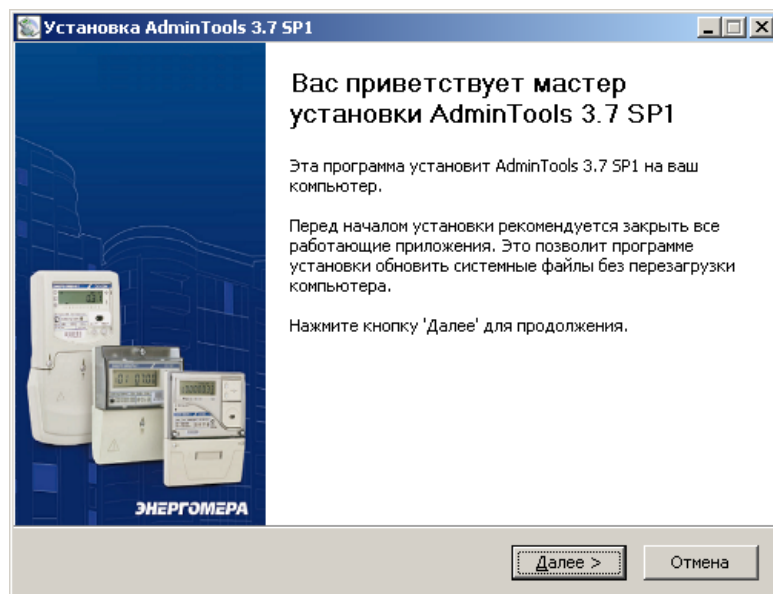 Установка AdminTools 3.7 SP1
Вас приветствует мастер
установки AdminTools 3.7 SP1
Эта программа установит AdminTools 3.7 SP1 на ваш
компьютер.
Перед началом установки рекомендуется закрыть все
работающие приложения. Это позволит программе
установки обновить системные файлы без перезагрузки
компьютера.
Нажмите кнопку 'Далее' для продолжения.
ЭНЕРГОМЕРА
Далее >
Отмена